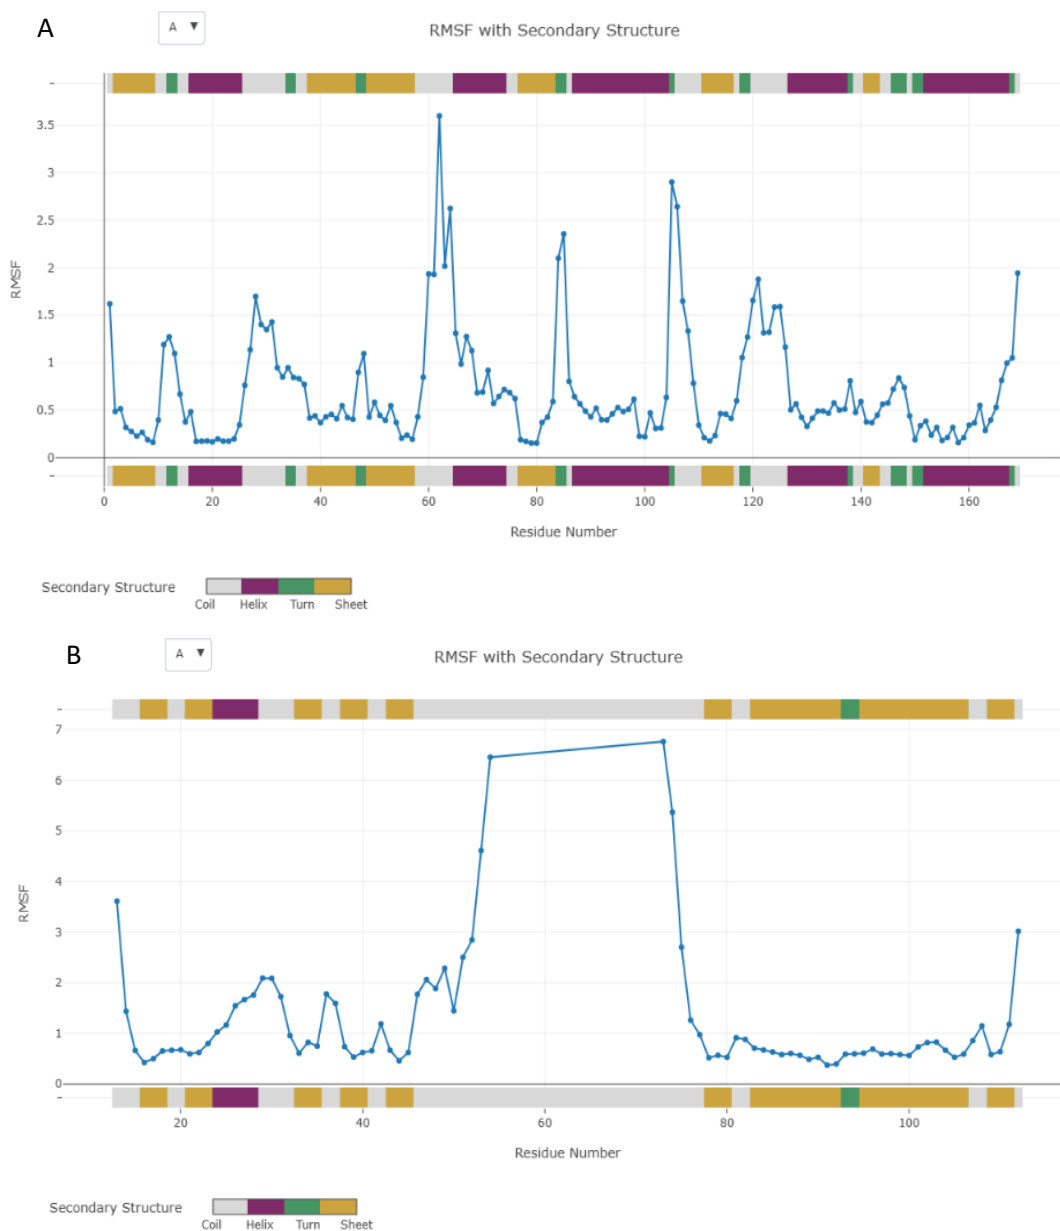 A
A ▼
RMSF with Secondary Structure
–
3.5
3
2.5
2
1.5
1
0.5
0
–
RMSF
0 20 40 60 80 100 120 140 160
Residue Number
Secondary Structure
Coil Helix Turn Sheet
B
A ▼
RMSF with Secondary Structure
–
7
6
5
4
3
2
1
0
–
RMSF
20 40 60 80 100
Residue Number
Secondary Structure
Coil Helix Turn Sheet